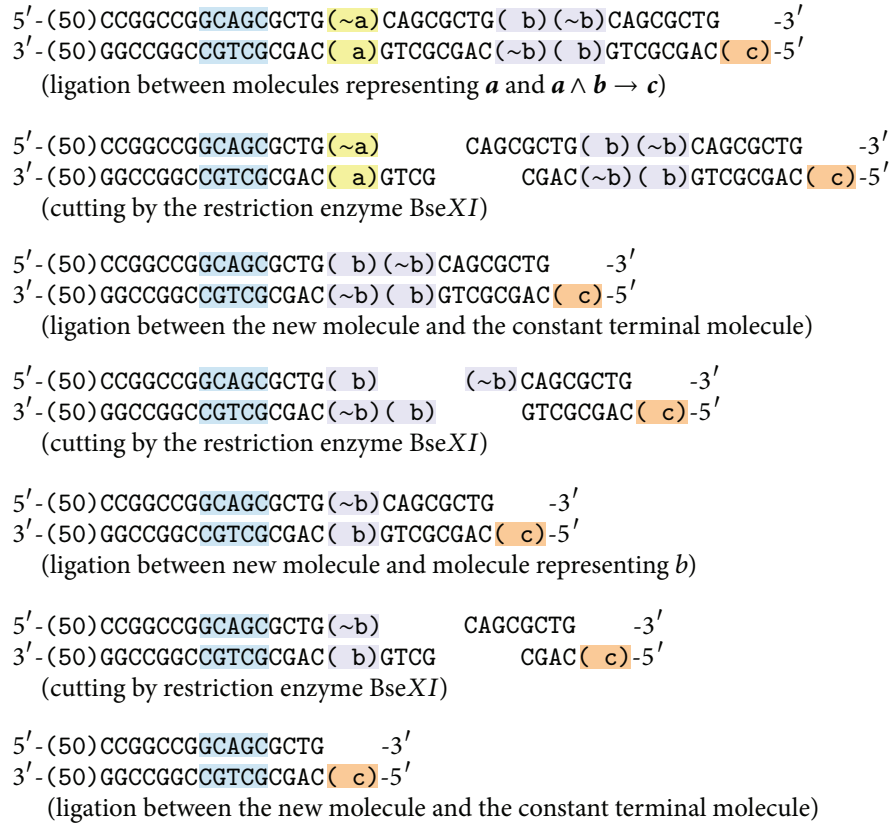 5′-(50)CCGGCCGGCAGCGCTG(~a)CAGCGCTG( b)(~b)CAGCGCTG -3′
3′-(50)GGCCGGCCGTCGCGAC( a)GTCGCGAC(~b)( b)GTCGCGAC( c)-5′
(ligation between molecules representing a and a ∧ b → c)
5′-(50)CCGGCCGGCAGCGCTG(~a) CAGCGCTG( b)(~b)CAGCGCTG -3′
3′-(50)GGCCGGCCGTCGCGAC( a)GTCG CGAC(~b)( b)GTCGCGAC( c)-5′
(cutting by the restriction enzyme BseXI)
5′-(50)CCGGCCGGCAGCGCTG( b)(~b)CAGCGCTG -3′
3′-(50)GGCCGGCCGTCGCGAC(~b)( b)GTCGCGAC( c)-5′
(ligation between the new molecule and the constant terminal molecule)
5′-(50)CCGGCCGGCAGCGCTG( b) (~b)CAGCGCTG -3′
3′-(50)GGCCGGCCGTCGCGAC(~b)( b) GTCGCGAC( c)-5′
(cutting by the restriction enzyme BseXI)
5′-(50)CCGGCCGGCAGCGCTG(~b)CAGCGCTG -3′
3′-(50)GGCCGGCCGTCGCGAC( b)GTCGCGAC( c)-5′
(ligation between new molecule and molecule representing b)
5′-(50)CCGGCCGGCAGCGCTG(~b) CAGCGCTG -3′
3′-(50)GGCCGGCCGTCGCGAC( b)GTCG CGAC( c)-5′
(cutting by restriction enzyme BseXI)
5′-(50)CCGGCCGGCAGCGCTG -3′
3′-(50)GGCCGGCCGTCGCGAC( c)-5′
(ligation between the new molecule and the constant terminal molecule)